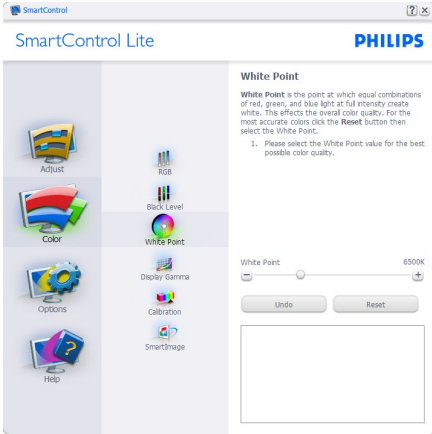 SmartControl
SmartControl Lite
PHILIPS
Adjust
Color
Options
Help
RGB
Black Level
White Point
Display Gamma
Calibration
SmartImage
White Point
White Point is the point at which equal combinations
of red, green, and blue light at full intensity create
white. This effects the overall color quality. For the
most accurate colors click the Reset button then
select the White Point.
1. Please select the White Point value for the best
possible color quality.
White Point 6500K
Undo Reset